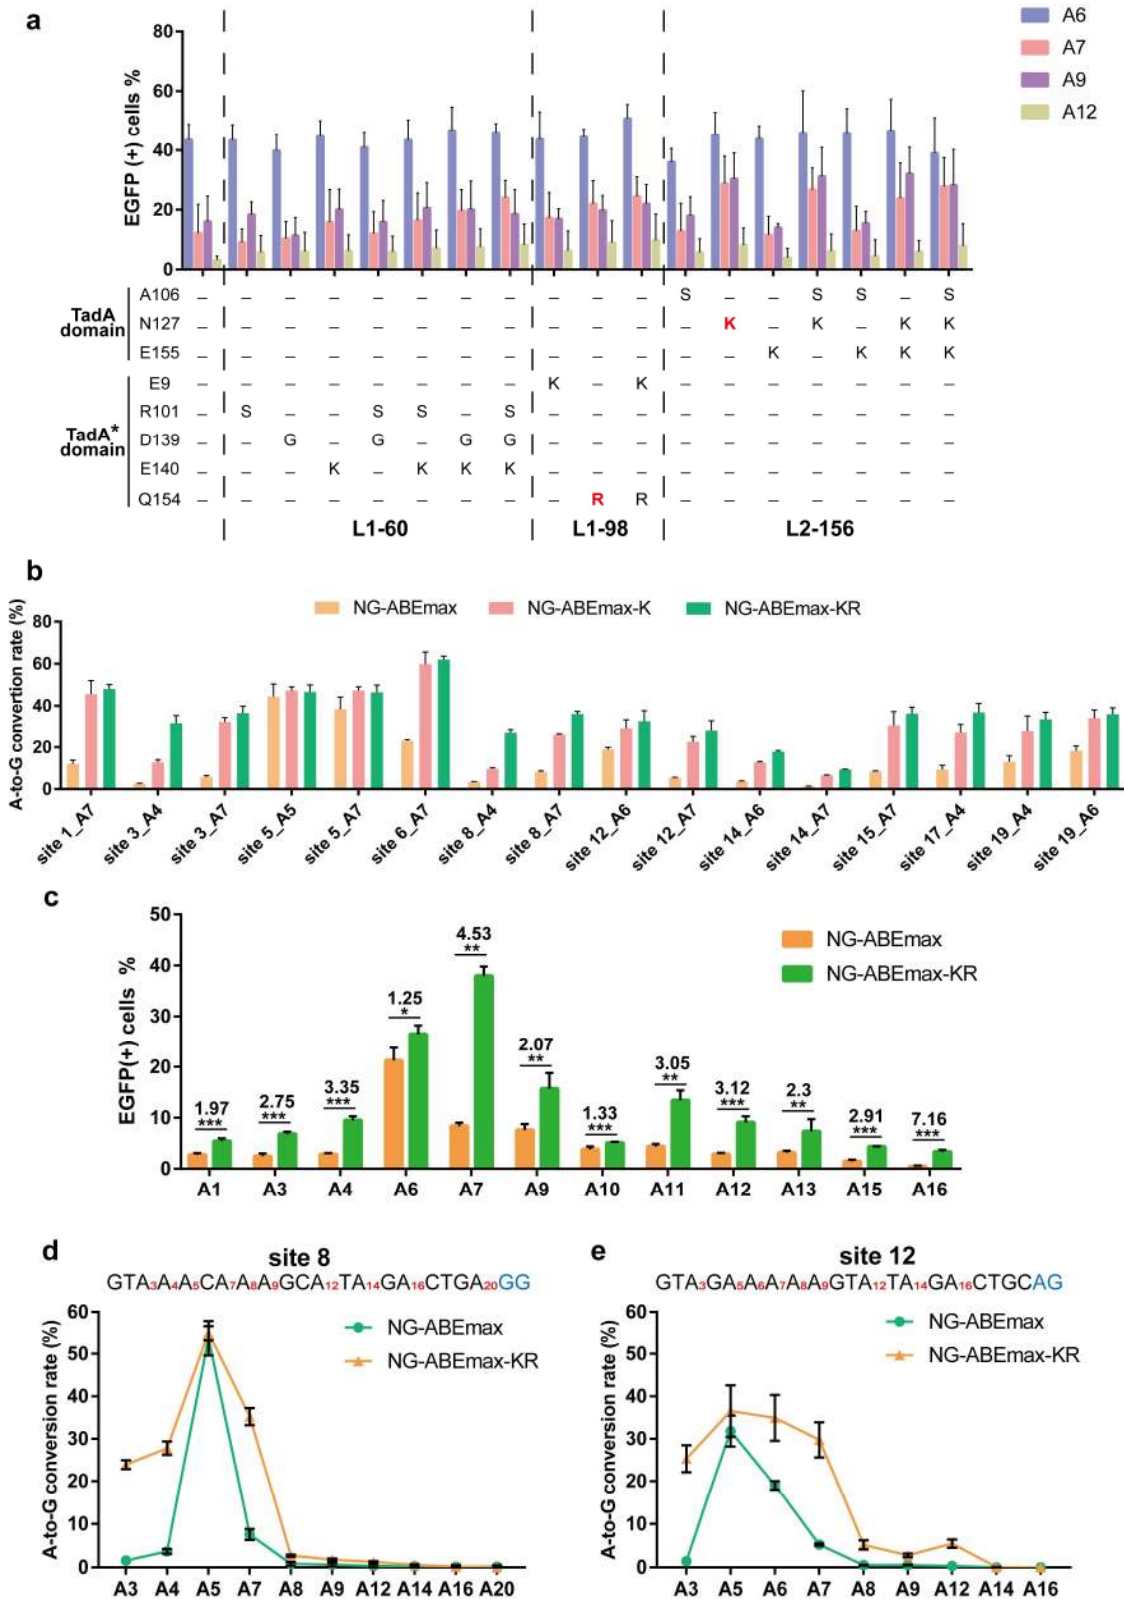 a
A6
A7
A9
A12
EGFP (+) cells %
80
60
40
20
0
TadA domain
A106 – – – – – – – – – – – S – – S S – S
N127 – – – – – – – – – – – – K – K – K K
E155 – – – – – – – – – – – – – K – K K K
TadA* domain
E9 – – – – – – – – K – K – – – – – – –
R101 – S – – S S – S – – – – – – – – – –
D139 – – G – G – G G – – – – – – – – – –
E140 – – – K – K K K – – – – – – – – – –
Q154 – – – – – – – – – R R – – – – – – –
L1-60 L1-98 L2-156
b
NG-ABEmax NG-ABEmax-K NG-ABEmax-KR
A-to-G convertion rate (%)
80
60
40
20
0
site 1_A7 site 3_A4 site 3_A7 site 5_A5 site 5_A7 site 6_A7 site 8_A4 site 8_A7 site 12_A6 site 12_A7 site 14_A6 site 14_A7 site 15_A7 site 17_A4 site 19_A4 site 19_A6
c
NG-ABEmax
NG-ABEmax-KR
EGFP(+) cells %
50
40
30
20
10
0
1.97 2.75 3.35 1.25 4.53 2.07 1.33 3.05 3.12 2.3 2.91 7.16
*** *** *** * ** ** *** ** *** ** *** ***
A1 A3 A4 A6 A7 A9 A10 A11 A12 A13 A15 A16
d
site 8
GTA3A4A5CA7A8A9GCA12TA14GA16CTGA20GG
NG-ABEmax
NG-ABEmax-KR
A-to-G conversion rate (%)
60
50
40
30
20
10
0
A3 A4 A5 A7 A8 A9 A12 A14 A16 A20
e
site 12
GTA3GA5A6A7A8A9GTA12TA14GA16CTGCAG
NG-ABEmax
NG-ABEmax-KR
A-to-G conversion rate (%)
60
50
40
30
20
10
0
A3 A5 A6 A7 A8 A9 A12 A14 A16